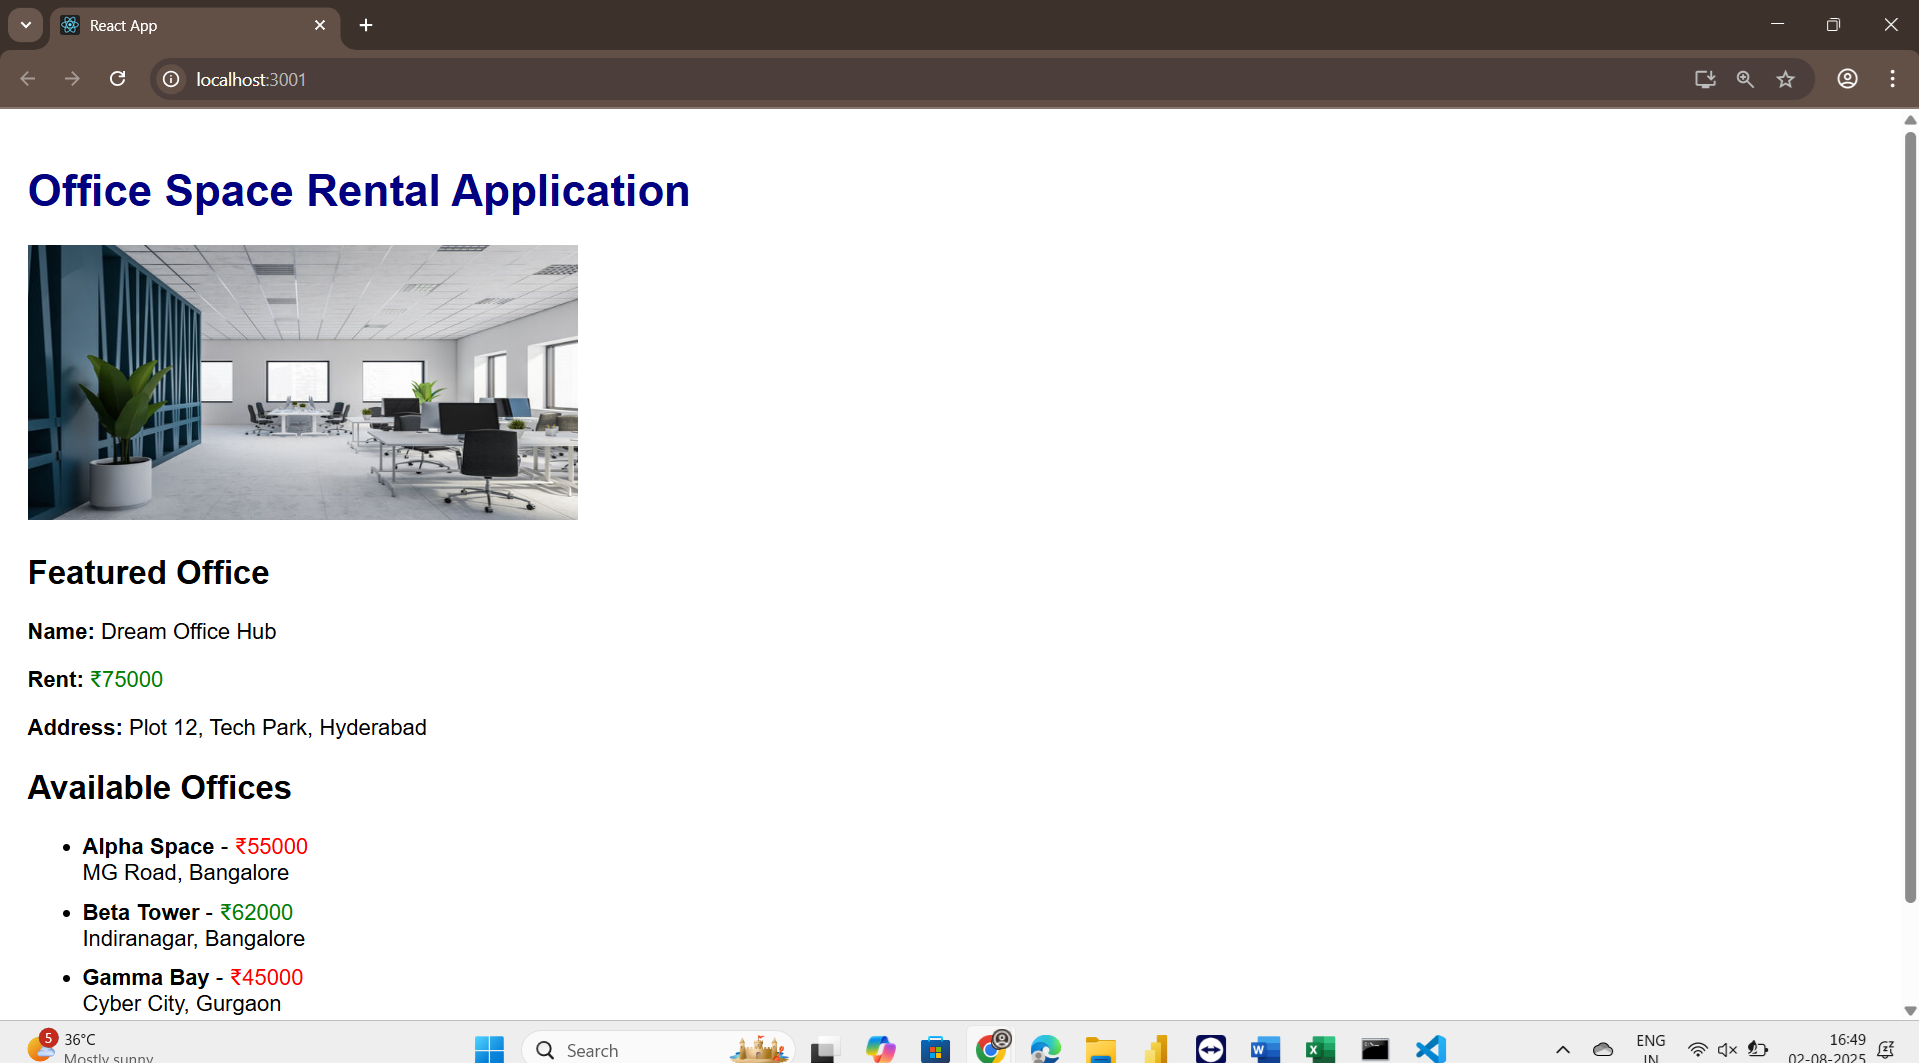 React App
localhost:3001
Office Space Rental Application
Featured Office
Name: Dream Office Hub
Rent: ₹75000
Address: Plot 12, Tech Park, Hyderabad
Available Offices
Alpha Space - ₹55000
MG Road, Bangalore
Beta Tower - ₹62000
Indiranagar, Bangalore
Gamma Bay - ₹45000
Cyber City, Gurgaon
5
36°C
Mostly sunny
Search
ENG
IN
16:49
02-08-2025